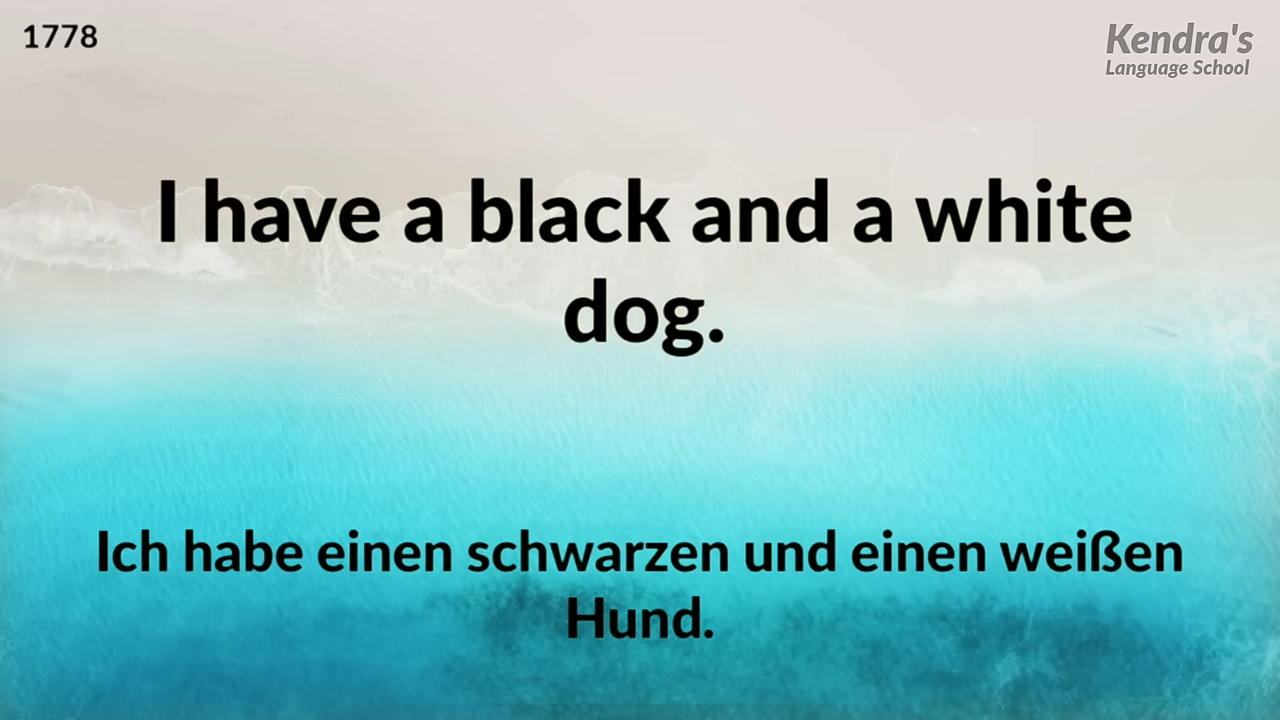 1778
Kendra's
Language School
I have a black and a white
dog.
Ich habe einen schwarzen und einen weißen
Hund.